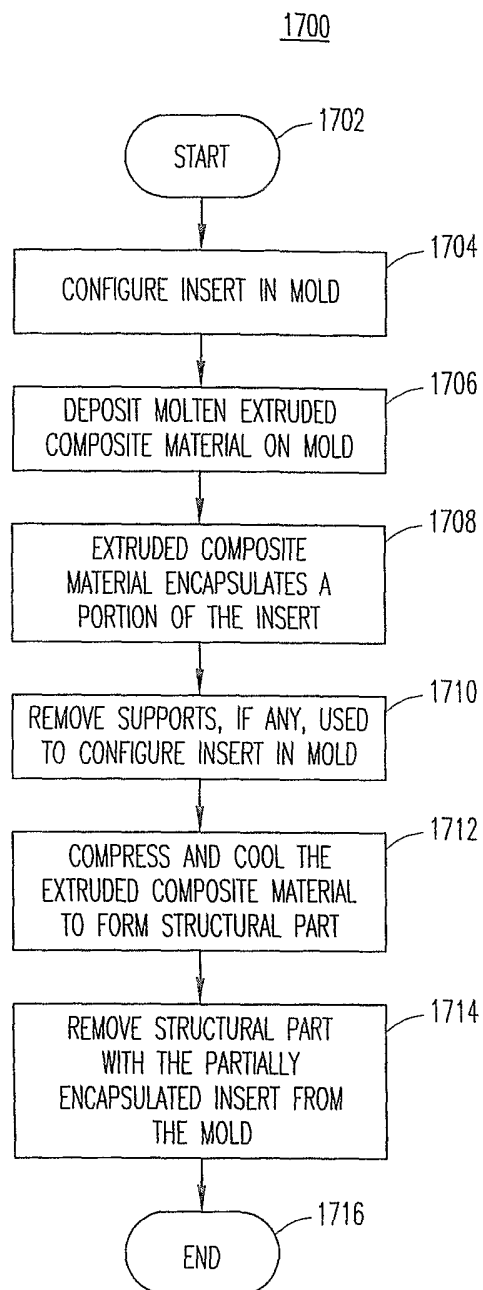 1700
1702
START
1704
CONFIGURE INSERT IN MOLD
1706
DEPOSIT MOLTEN EXTRUDED
COMPOSITE MATERIAL ON MOLD
1708
EXTRUDED COMPOSITE
MATERIAL ENCAPSULATES A
PORTION OF THE INSERT
1710
REMOVE SUPPORTS, IF ANY, USED
TO CONFIGURE INSERT IN MOLD
1712
COMPRESS AND COOL THE
EXTRUDED COMPOSITE MATERIAL
TO FORM STRUCTURAL PART
1714
REMOVE STRUCTURAL PART
WITH THE PARTIALLY
ENCAPSULATED INSERT FROM
THE MOLD
1716
END